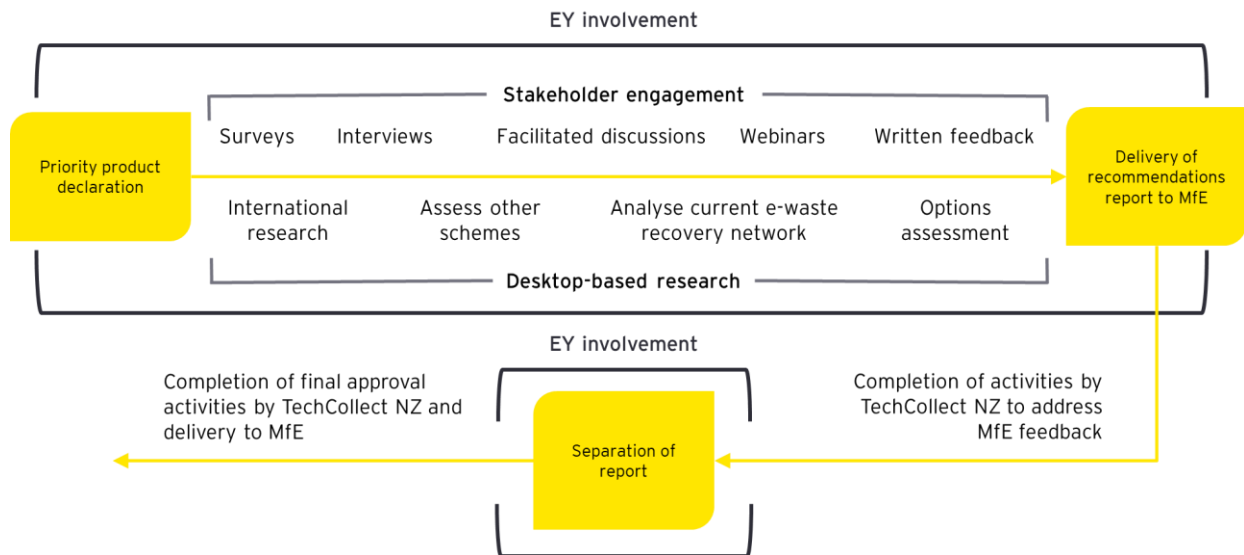 EY involvement
Stakeholder engagement
Surveys
Interviews
Facilitated discussions
Webinars
Written feedback
Priority product
declaration
Delivery of
recommendations
report to MfE
International
research
Assess other
schemes
Analyse current e-waste
recovery network
Options
assessment
Desktop-based research
EY involvement
Completion of final approval
activities by TechCollect NZ and
delivery to MfE
Separation of
report
Completion of activities by
TechCollect NZ to address
MfE feedback